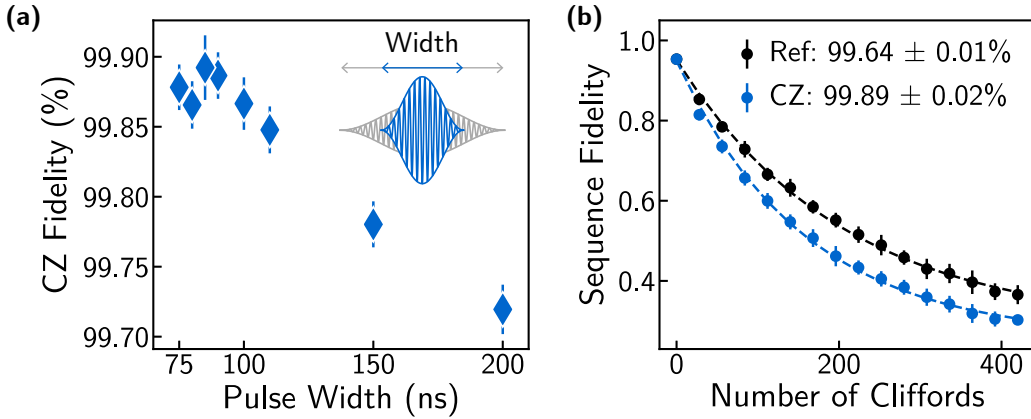 (a)
Width
CZ Fidelity (%)
99.90
99.85
99.80
99.75
99.70
75 100 150 200
Pulse Width (ns)
(b)
Ref: 99.64 ± 0.01%
CZ: 99.89 ± 0.02%
Sequence Fidelity
1.0
0.8
0.6
0.4
0 200 400
Number of Cliffords